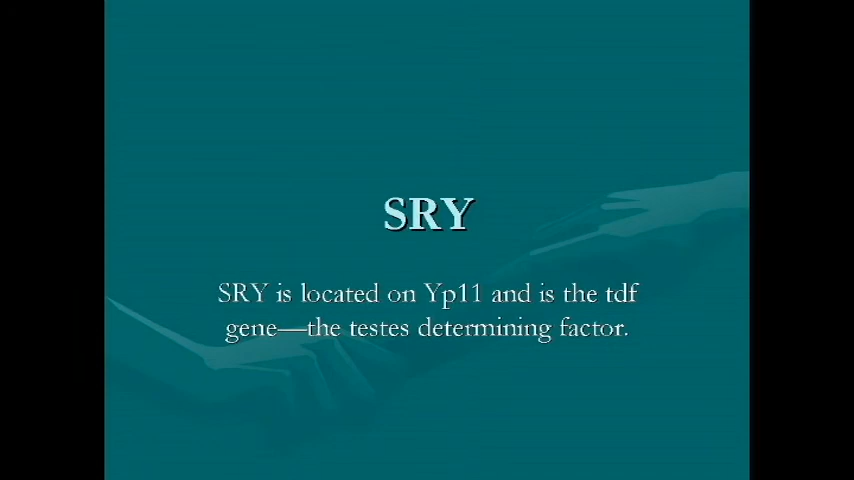 SRY
SRY is located on Yp11 and is the tdf
gene—the testes determining factor.